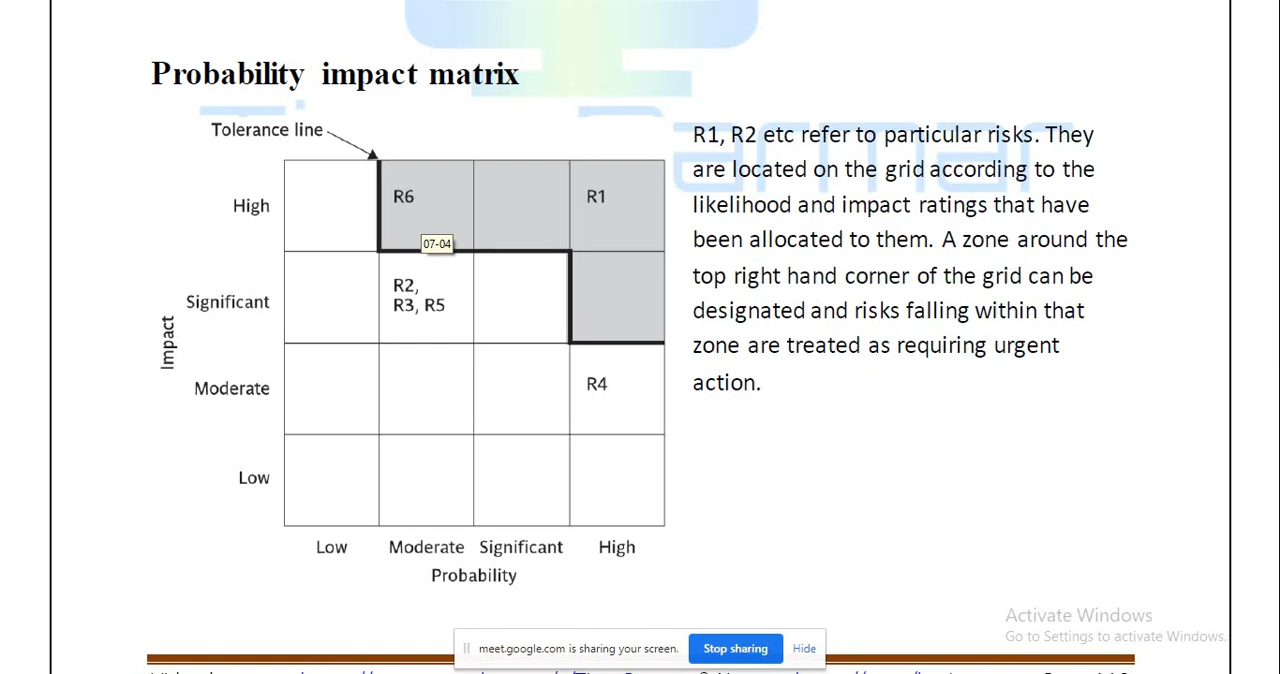 Probability impact matrix
Tolerance line
R1, R2 etc refer to particular risks. They
are located on the grid according to the
likelihood and impact ratings that have
been allocated to them. A zone around the
top right hand corner of the grid can be
designated and risks falling within that
zone are treated as requiring urgent
action.
High
R6
R1
07-04
Significant
R2,
R3, R5
Impact
Moderate
R4
Low
Low Moderate Significant High
Probability
Activate Windows
Go to Settings to activate Windows.
meet.google.com is sharing your screen. Stop sharing Hide